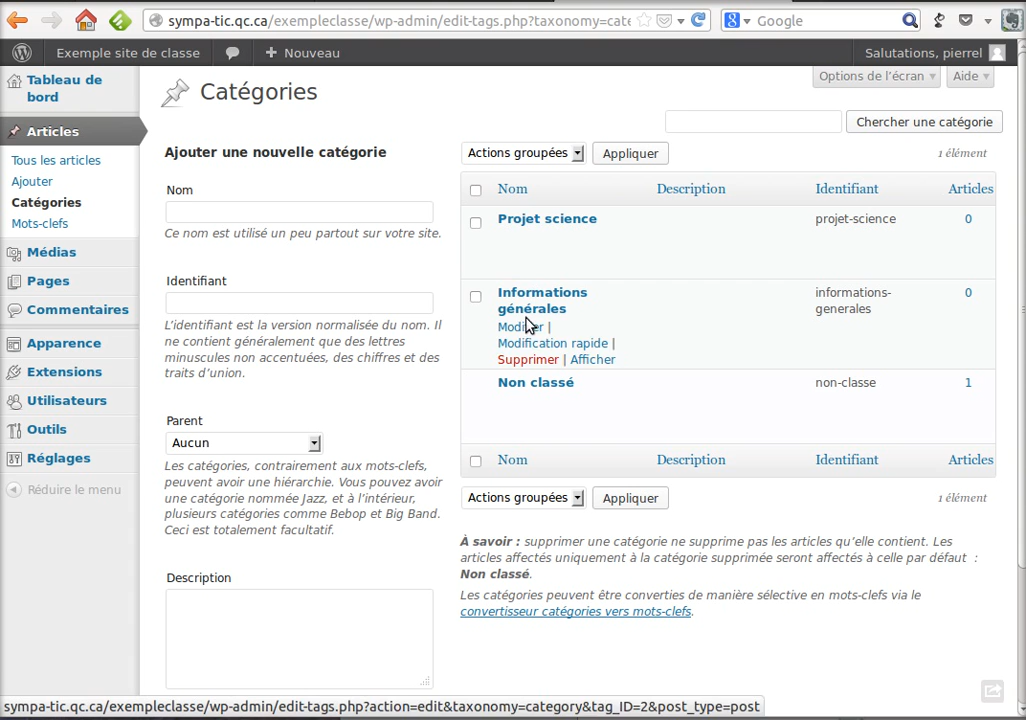 sympa-tic.qc.ca/exempleclasse/wp-admin/edit-tags.php?taxonomy=cate
Google
Exemple site de classe
+ Nouveau
Salutations, pierrel
Tableau de
bord
Articles
Tous les articles
Ajouter
Catégories
Mots-clefs
Médias
Pages
Commentaires
Apparence
Extensions
Utilisateurs
Outils
Réglages
Réduire le menu
Options de l'écran
Aide
Catégories
Chercher une catégorie
Ajouter une nouvelle catégorie
Nom
Ce nom est utilisé un peu partout sur votre site.
Identifiant
L'identifiant est la version normalisée du nom. Il
ne contient généralement que des lettres
minuscules non accentuées, des chiffres et des
traits d'union.
Parent
Aucun
Les catégories, contrairement aux mots-clefs,
peuvent avoir une hiérarchie. Vous pouvez avoir
une catégorie nommée Jazz, et à l'intérieur,
plusieurs catégories comme Bebop et Big Band.
Ceci est totalement facultatif.
Description
Actions groupées
Appliquer
1 élément
Nom Description Identifiant Articles
Projet science projet-science 0
Informations informations- 0
générales generales
Modifier |
Modification rapide |
Supprimer | Afficher
Non classé non-classe 1
Nom Description Identifiant Articles
Actions groupées
Appliquer
1 élément
À savoir : supprimer une catégorie ne supprime pas les articles qu'elle contient. Les
articles affectés uniquement à la catégorie supprimée seront affectés à celle par défaut :
Non classé.
Les catégories peuvent être converties de manière sélective en mots-clefs via le
convertisseur catégories vers mots-clefs.
sympa-tic.qc.ca/exempleclasse/wp-admin/edit-tags.php?action=edit&taxonomy=category&tag_ID=2&post_type=post